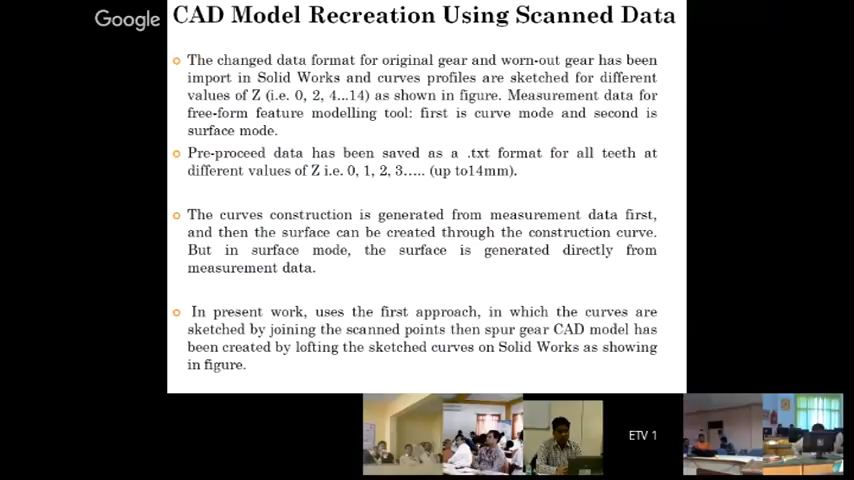 CAD Model Recreation Using Scanned Data
Google
The changed data format for original gear and worn-out gear has been
import in Solid Works and curves profiles are sketched for different
values of Z (i.e. 0, 2, 4...14) as shown in figure. Measurement data for
free-form feature modelling tool: first is curve mode and second is
surface mode.
Pre-proceed data has been saved as a .txt format for all teeth at
different values of Z i.e. 0, 1, 2, 3..... (up to14mm).
The curves construction is generated from measurement data first,
and then the surface can be created through the construction curve.
But in surface mode, the surface is generated directly from
measurement data.
In present work, uses the first approach, in which the curves are
sketched by joining the scanned points then spur gear CAD model has
been created by lofting the sketched curves on Solid Works as showing
in figure.
ETV 1